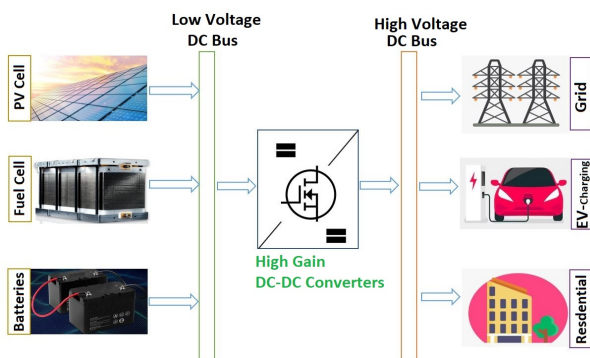 Low Voltage
DC Bus
High Voltage
DC Bus
PV Cell
Fuel Cell
Batteries
High Gain
DC-DC Converters
Grid
EV-Charging
Resdential